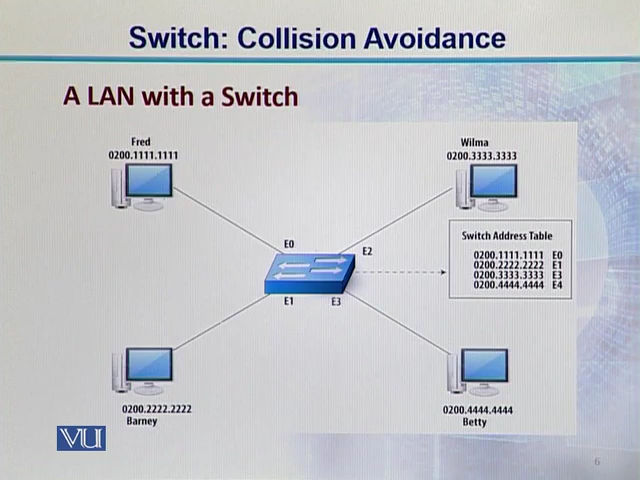 Switch: Collision Avoidance
A LAN with a Switch
Fred
0200.1111.1111
Wilma
0200.3333.3333
E0
E2
Switch Address Table
0200.1111.1111 E0
0200.2222.2222 E1
0200.3333.3333 E3
0200.4444.4444 E4
E1
E3
0200.2222.2222
Barney
0200.4444.4444
Betty
VU
6